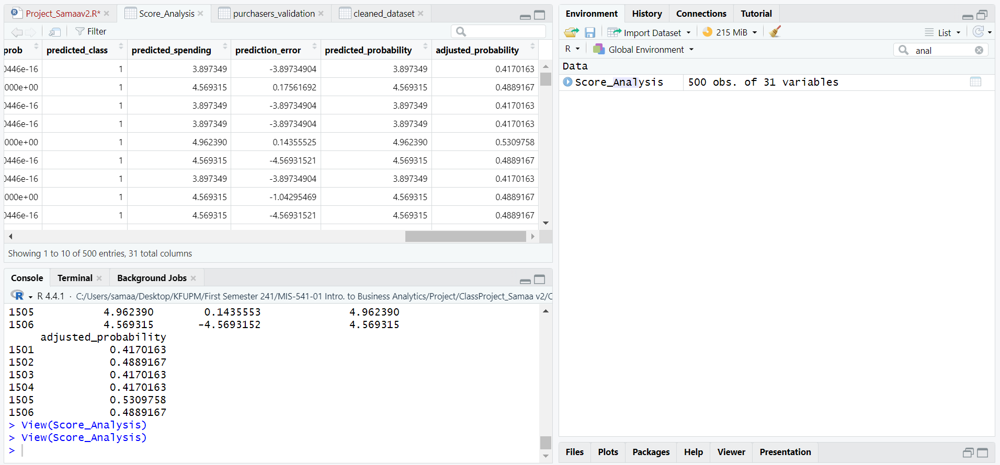 Project_Samaav2.R*
Score_Analysis
purchasers_validation
cleaned_dataset
Filter
prob predicted_class predicted_spending prediction_error predicted_probability adjusted_probability
0446e-16 1 3.897349 -3.89734904 3.897349 0.4170163
000e+00 1 4.569315 0.17561692 4.569315 0.4889167
0446e-16 1 3.897349 -3.89734904 3.897349 0.4170163
0446e-16 1 3.897349 -3.89734904 3.897349 0.4170163
000e+00 1 4.962390 0.14355525 4.962390 0.5309758
0446e-16 1 4.569315 -4.56931521 4.569315 0.4889167
0446e-16 1 3.897349 -3.89734904 3.897349 0.4170163
000e+00 1 4.569315 -1.04295469 4.569315 0.4889167
0446e-16 1 4.569315 -4.56931521 4.569315 0.4889167
Showing 1 to 10 of 500 entries, 31 total columns
Console Terminal Background Jobs
R 4.4.1 · C:/Users/samaa/Desktop/KFUPM/First Semester 241/MIS-541-01 Intro. to Business Analytics/Project/ClassProject_Samaa v2/C
1505 4.962390 0.1435553 4.962390
1506 4.569315 -4.5693152 4.569315
adjusted_probability
1501 0.4170163
1502 0.4889167
1503 0.4170163
1504 0.4170163
1505 0.5309758
1506 0.4889167
> View(Score_Analysis)
> View(Score_Analysis)
>
Environment History Connections Tutorial
Import Dataset 215 MiB List
R Global Environment anal
Data
Score_Analysis 500 obs. of 31 variables
Files Plots Packages Help Viewer Presentation